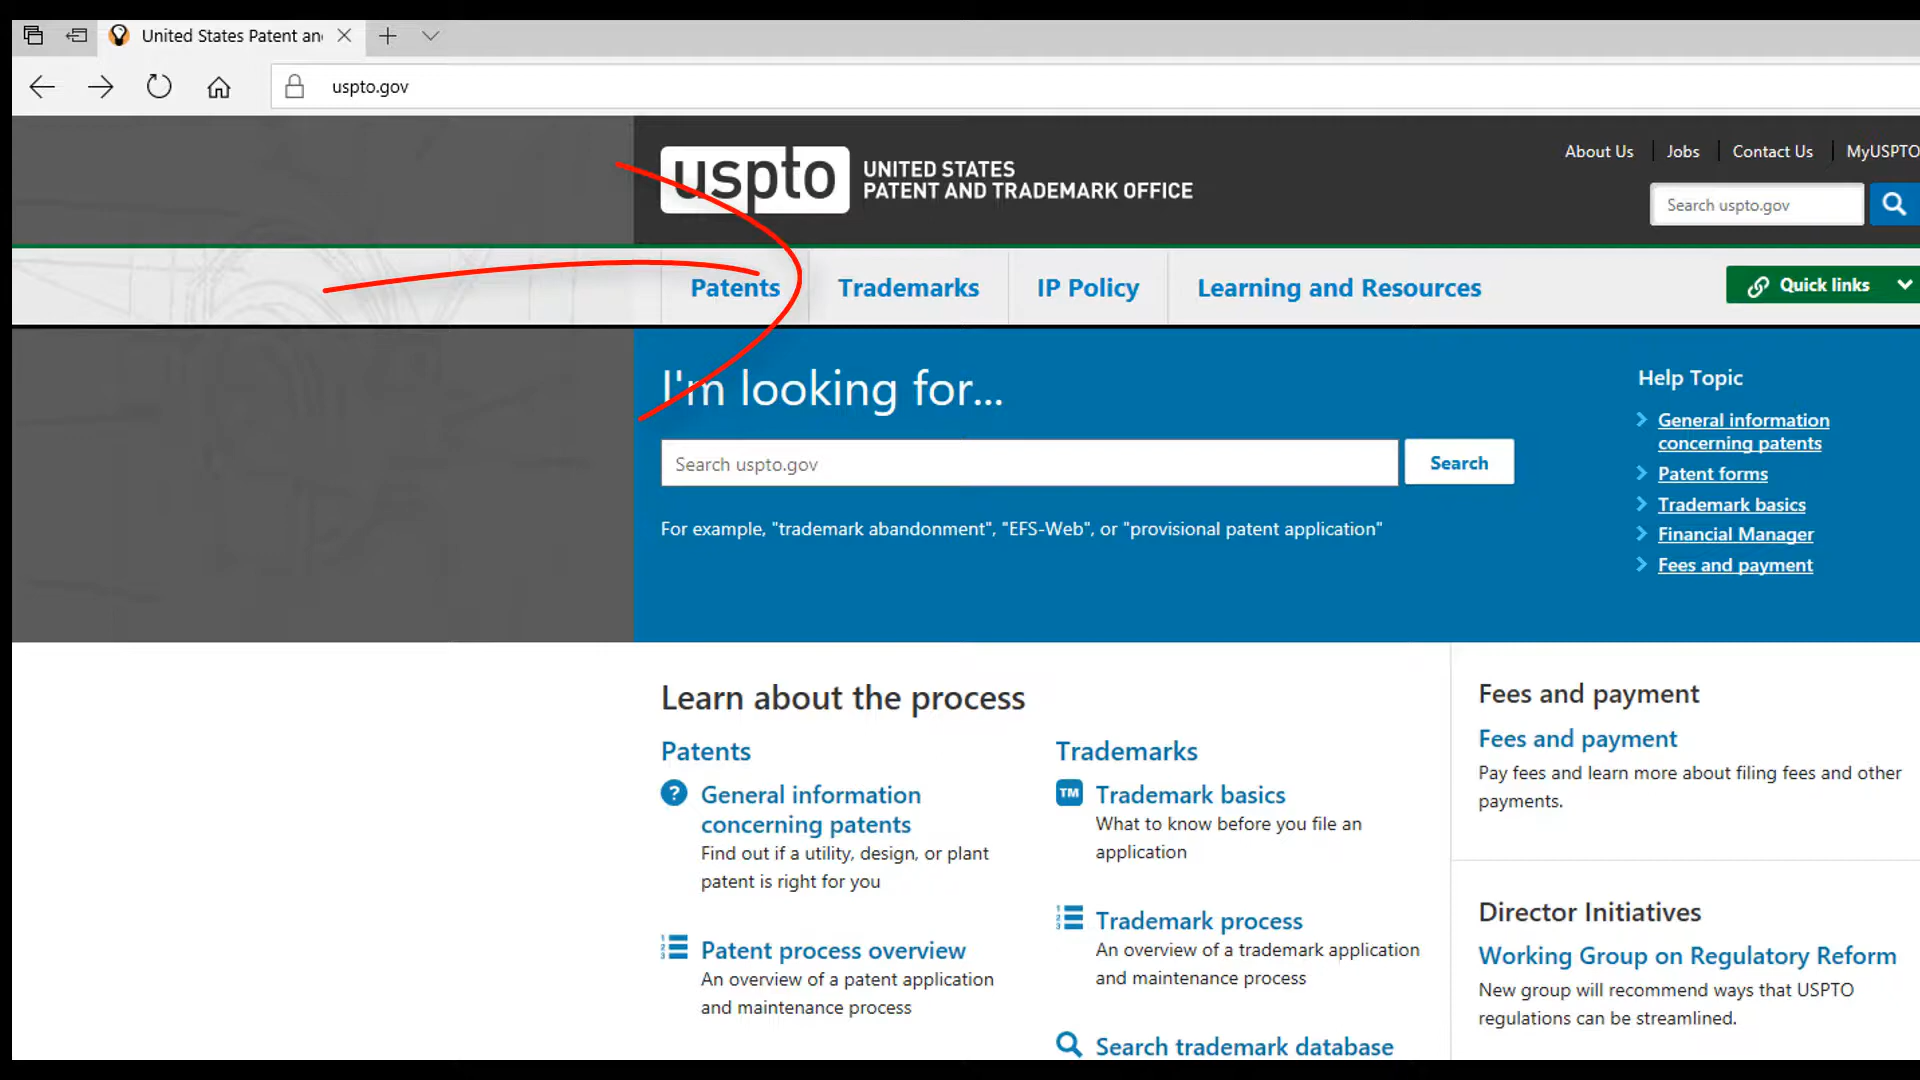 United States Patent an
uspto.gov
uspto
UNITED STATES
PATENT AND TRADEMARK OFFICE
About Us
Jobs
Contact Us
MyUSPTO
Search uspto.gov
Patents
Trademarks
IP Policy
Learning and Resources
Quick links
I'm looking for...
Search uspto.gov
Search
For example, "trademark abandonment", "EFS-Web", or "provisional patent application"
Help Topic
General information
concerning patents
Patent forms
Trademark basics
Financial Manager
Fees and payment
Learn about the process
Patents
? General information
concerning patents
Find out if a utility, design, or plant
patent is right for you
Patent process overview
An overview of a patent application
and maintenance process
Trademarks
TM Trademark basics
What to know before you file an
application
Trademark process
An overview of a trademark application
and maintenance process
Search trademark database
Fees and payment
Fees and payment
Pay fees and learn more about filing fees and other
payments.
Director Initiatives
Working Group on Regulatory Reform
New group will recommend ways that USPTO
regulations can be streamlined.